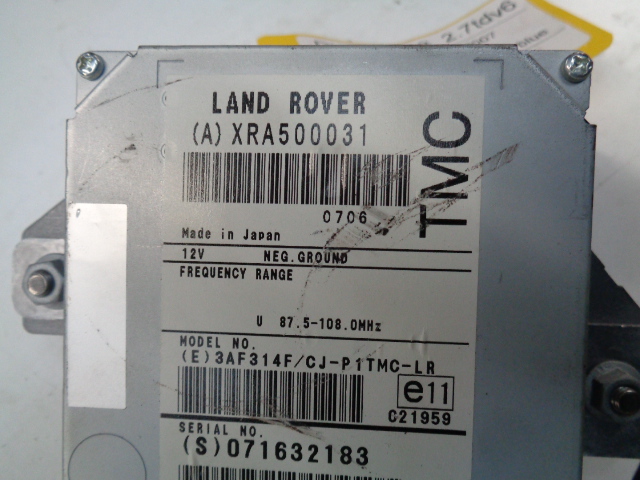 2.7tdv6
LAND ROVER
(A) XRA500031
TMC
0706
Made in Japan
12V NEG.GROUND
FREQUENCY RANGE
U 87.5-108.0MHz
MODEL NO.
(E)3AF314F/CJ-P1TMC-LR
e11
C21959
SERIAL NO.
(S)071632183